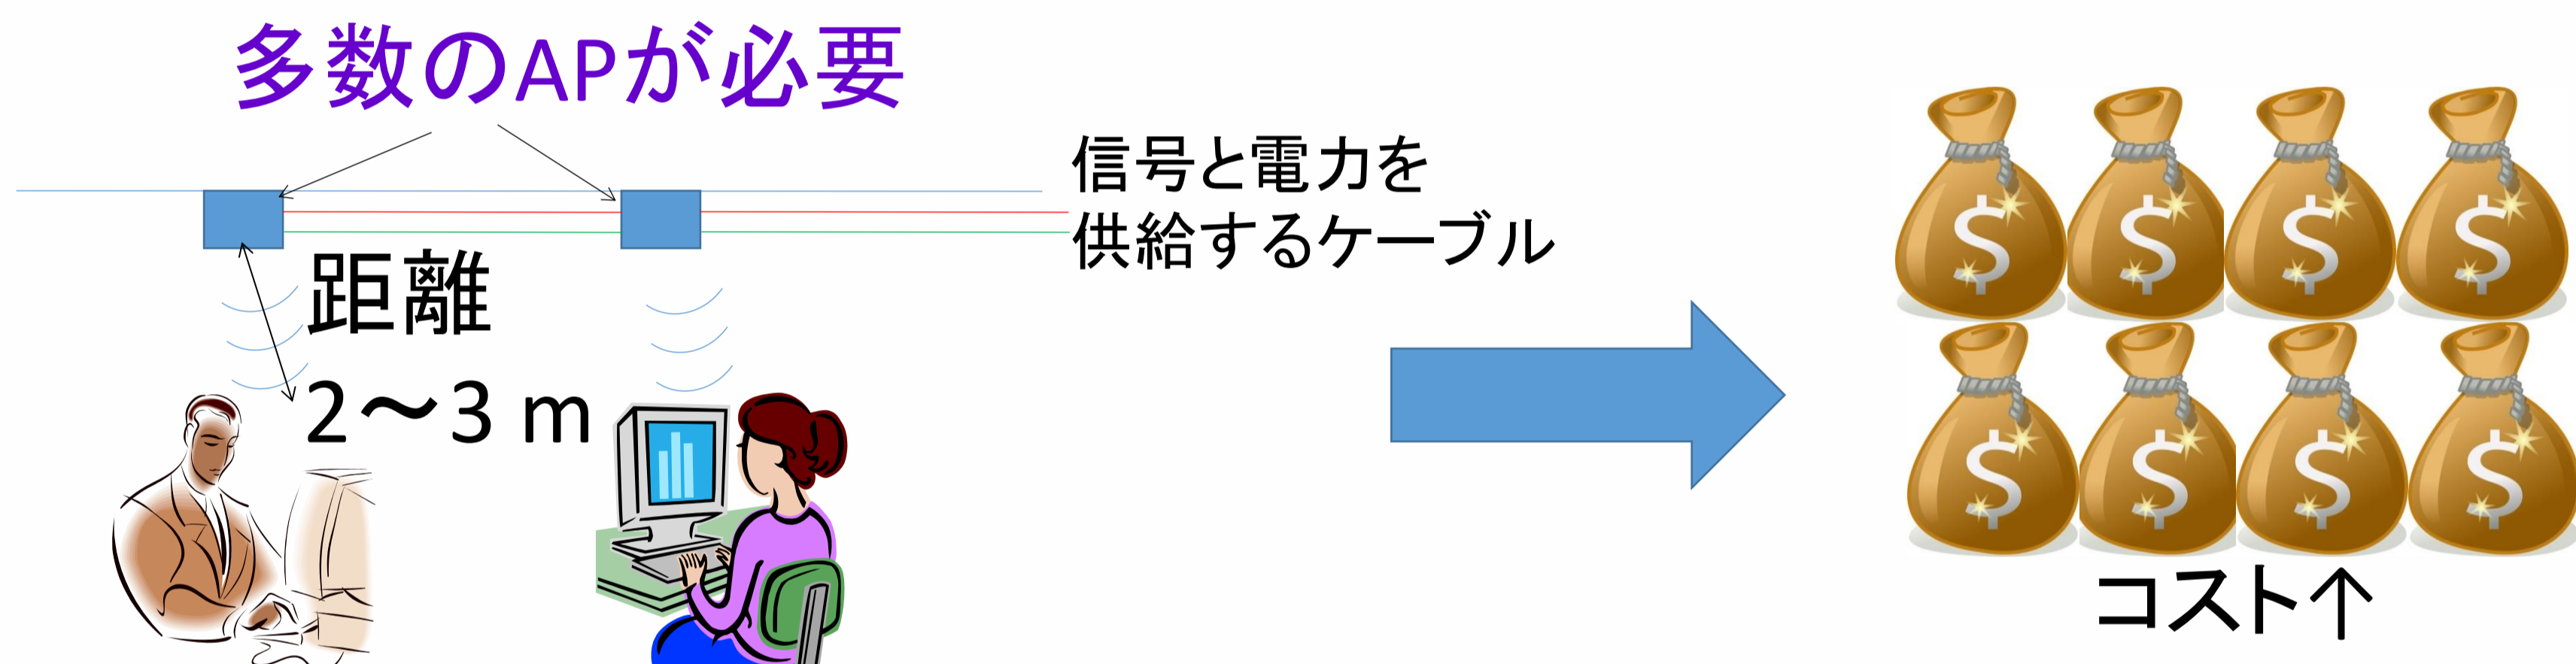 多数のAPが必要
信号と電力を
供給するケーブル
距離
2～3 m
$ $ $ $
$ $ $ $
コスト↑